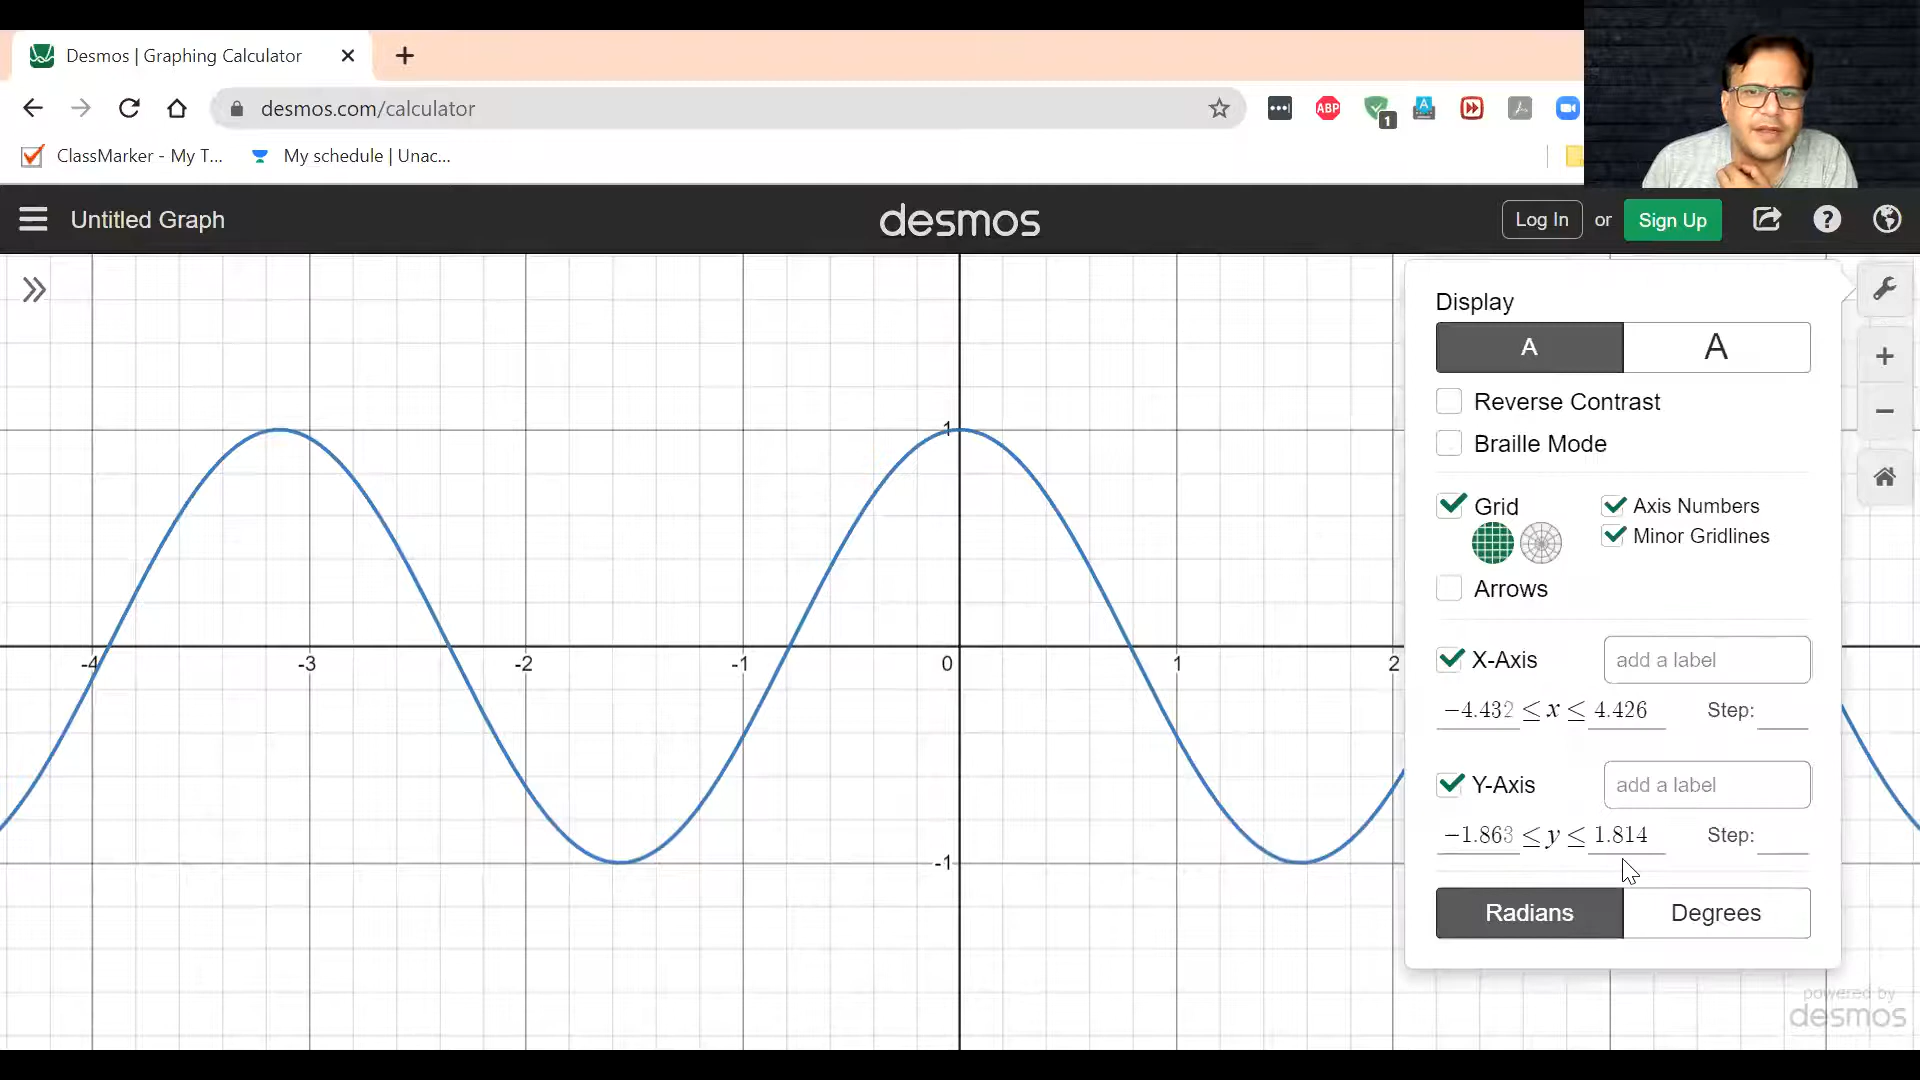 Desmos | Graphing Calculator
desmos.com/calculator
ABP
A
1
ClassMarker - My T...
My schedule | Unac...
Untitled Graph
desmos
Log In or Sign Up
?
Display
A A
Reverse Contrast
Braille Mode
Grid
Axis Numbers
Minor Gridlines
Arrows
X-Axis add a label
−4.432 ≤ x ≤ 4.426 Step:
Y-Axis add a label
−1.863 ≤ y ≤ 1.814 Step:
Radians Degrees
1
-4 -3 -2 -1 0 1 2
-1
powered by
desmos